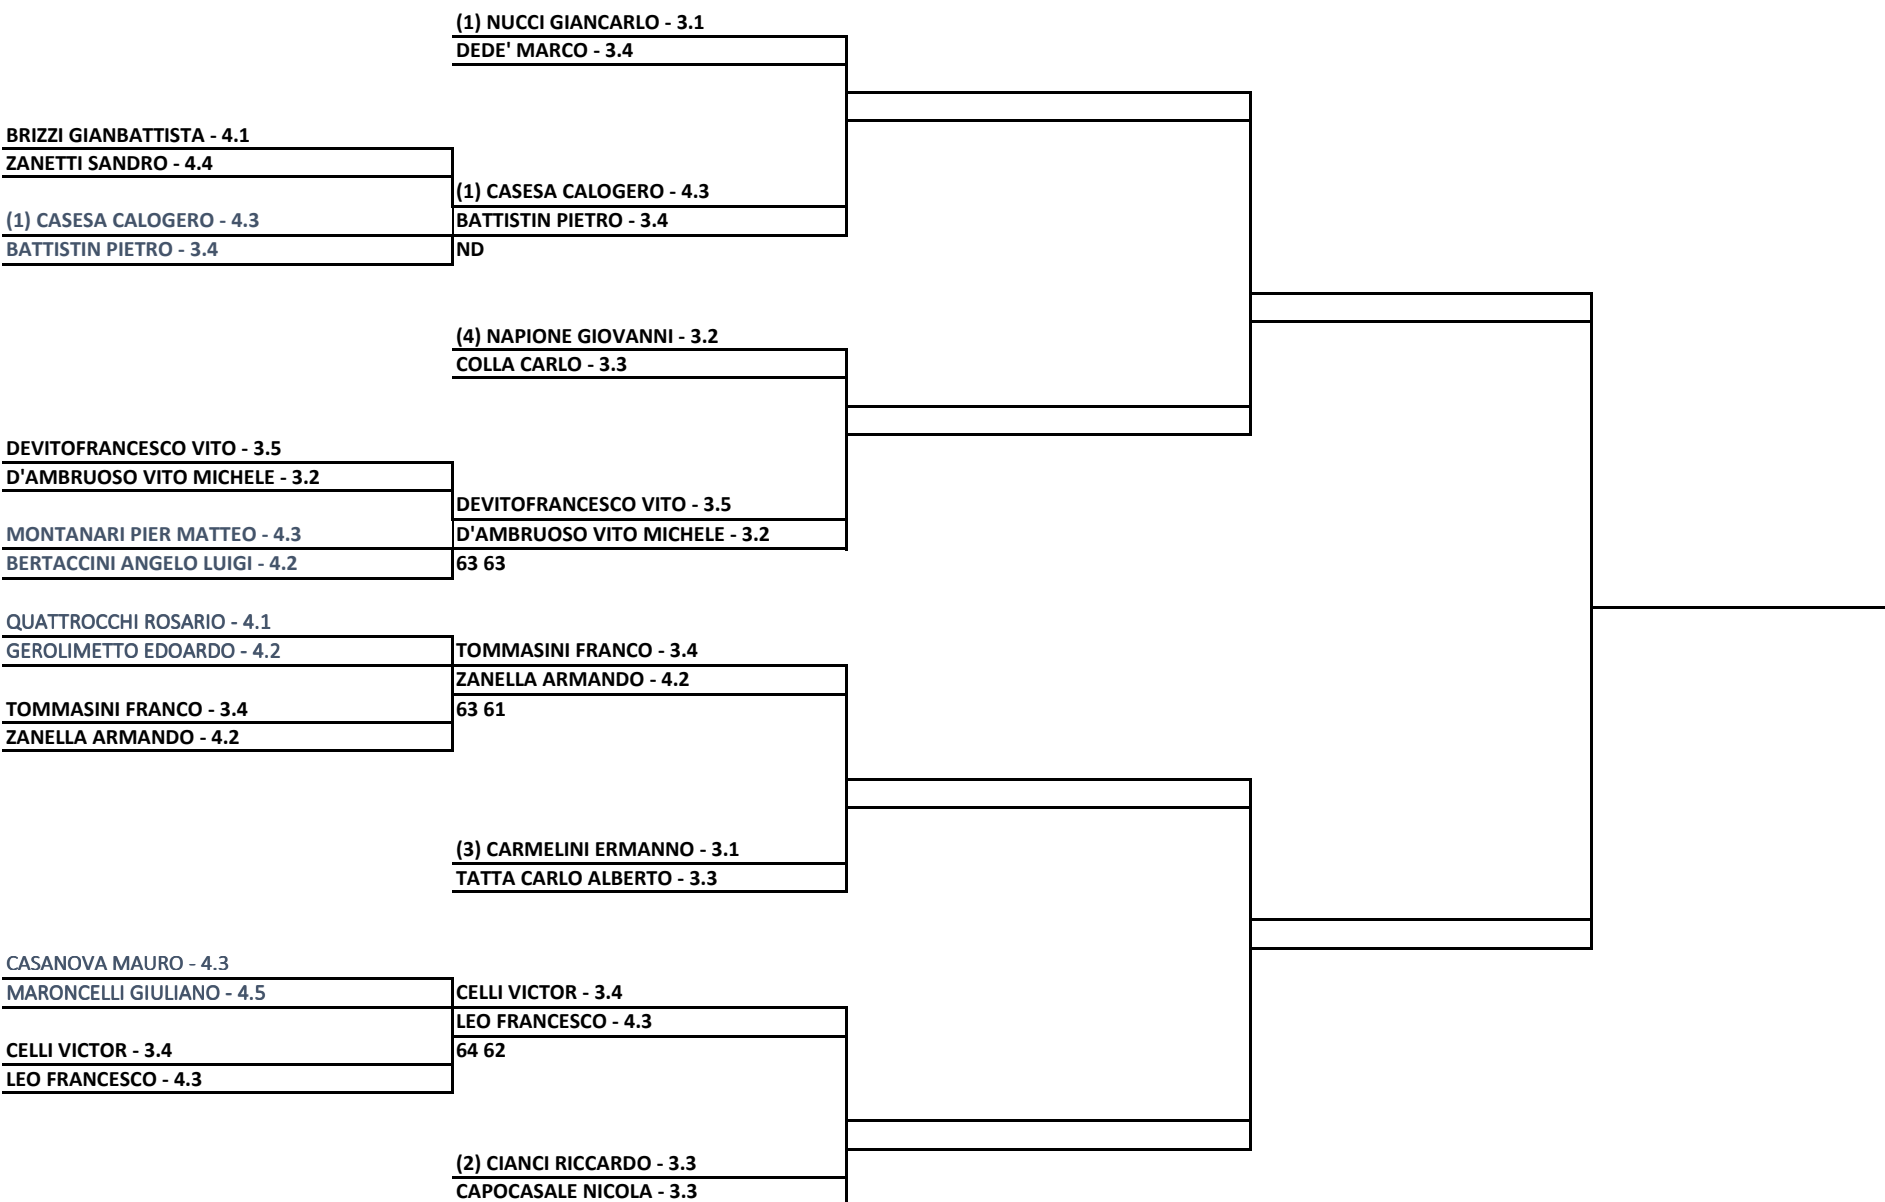 (1) NUCCI GIANCARLO - 3.1
DEDE' MARCO - 3.4
BRIZZI GIANBATTISTA - 4.1
ZANETTI SANDRO - 4.4
(1) CASESA CALOGERO - 4.3
(1) CASESA CALOGERO - 4.3
BATTISTIN PIETRO - 3.4
BATTISTIN PIETRO - 3.4
ND
(4) NAPIONE GIOVANNI - 3.2
COLLA CARLO - 3.3
DEVITOFRANCESCO VITO - 3.5
D'AMBRUOSO VITO MICHELE - 3.2
DEVITOFRANCESCO VITO - 3.5
MONTANARI PIER MATTEO - 4.3
D'AMBRUOSO VITO MICHELE - 3.2
BERTACCINI ANGELO LUIGI - 4.2
63 63
QUATTROCCHI ROSARIO - 4.1
GEROLIMETTO EDOARDO - 4.2
TOMMASINI FRANCO - 3.4
ZANELLA ARMANDO - 4.2
TOMMASINI FRANCO - 3.4
63 61
ZANELLA ARMANDO - 4.2
(3) CARMELINI ERMANNO - 3.1
TATTA CARLO ALBERTO - 3.3
CASANOVA MAURO - 4.3
MARONCELLI GIULIANO - 4.5
CELLI VICTOR - 3.4
LEO FRANCESCO - 4.3
CELLI VICTOR - 3.4
64 62
LEO FRANCESCO - 4.3
(2) CIANCI RICCARDO - 3.3
CAPOCASALE NICOLA - 3.3